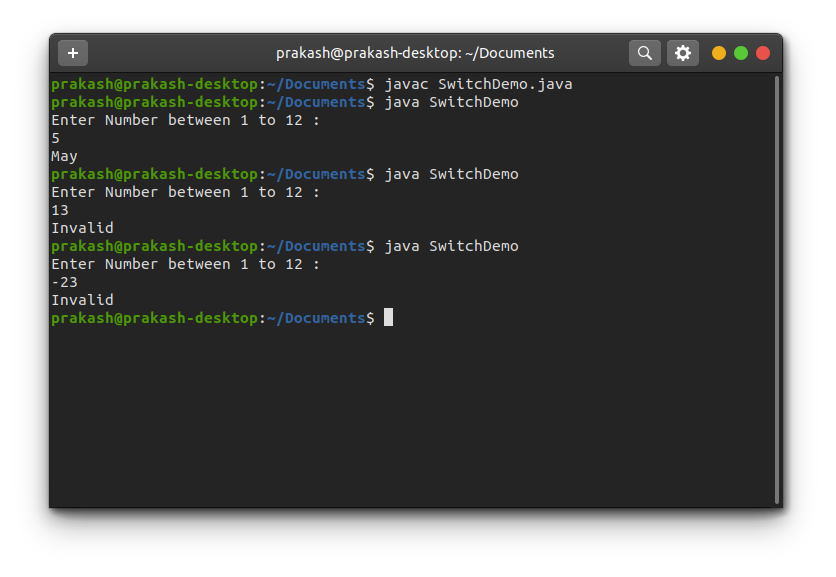 prakash@prakash-desktop: ~/Documents
prakash@prakash-desktop:~/Documents$ javac SwitchDemo.java
prakash@prakash-desktop:~/Documents$ java SwitchDemo
Enter Number between 1 to 12 :
5
May
prakash@prakash-desktop:~/Documents$ java SwitchDemo
Enter Number between 1 to 12 :
13
Invalid
prakash@prakash-desktop:~/Documents$ java SwitchDemo
Enter Number between 1 to 12 :
-23
Invalid
prakash@prakash-desktop:~/Documents$